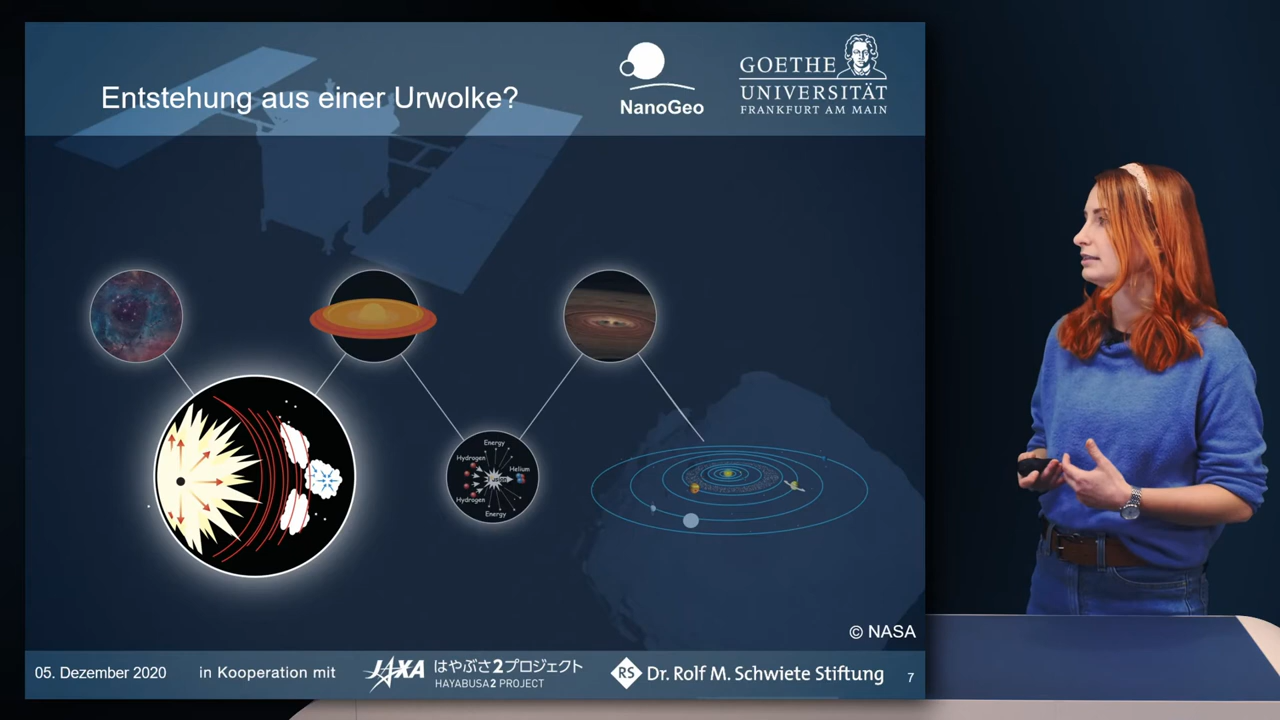 Entstehung aus einer Urwolke?
NanoGeo
GOETHE
UNIVERSITÄT
FRANKFURT AM MAIN
Energy
Hydrogen
Helium
Hydrogen
Energy
© NASA
05. Dezember 2020
in Kooperation mit
JAXA
はやぶさ2プロジェクト
HAYABUSA2 PROJECT
RS
Dr. Rolf M. Schwiete Stiftung
7